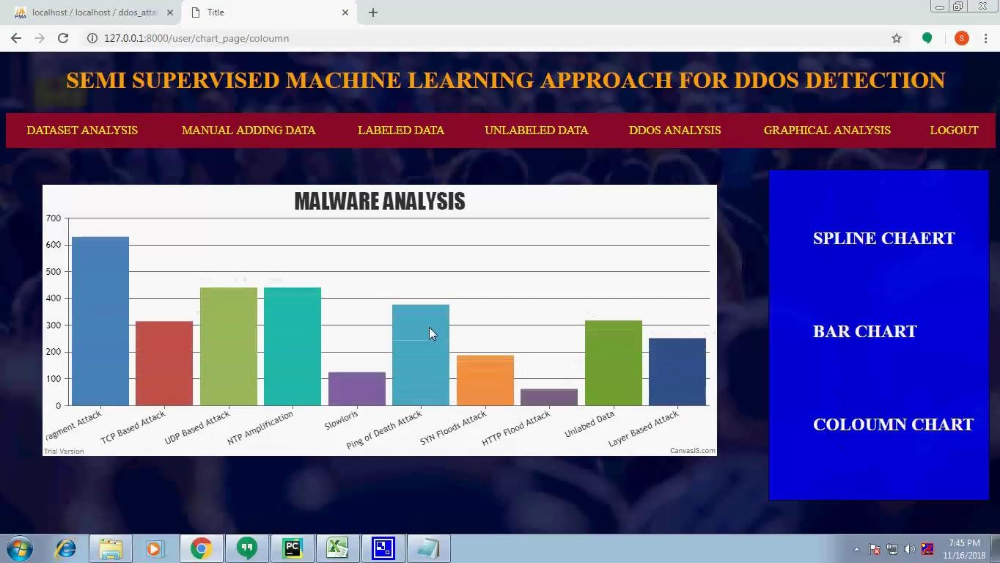 localhost / localhost / ddos_atta
Title
127.0.0.1:8000/user/chart_page/coloumn
S
SEMI SUPERVISED MACHINE LEARNING APPROACH FOR DDOS DETECTION
DATASET ANALYSIS MANUAL ADDING DATA LABELED DATA UNLABELED DATA DDOS ANALYSIS GRAPHICAL ANALYSIS LOGOUT
MALWARE ANALYSIS
700
600
500
400
300
200
100
0
ragment Attack TCP Based Attack UDP Based Attack NTP Amplification Slowloris Ping of Death Attack SYN Floods Attack HTTP Flood Attack Unlabed Data Layer Based Attack
Trial Version
CanvasJS.com
SPLINE CHAERT
BAR CHART
COLOUMN CHART
PC
7:45 PM
11/16/2018